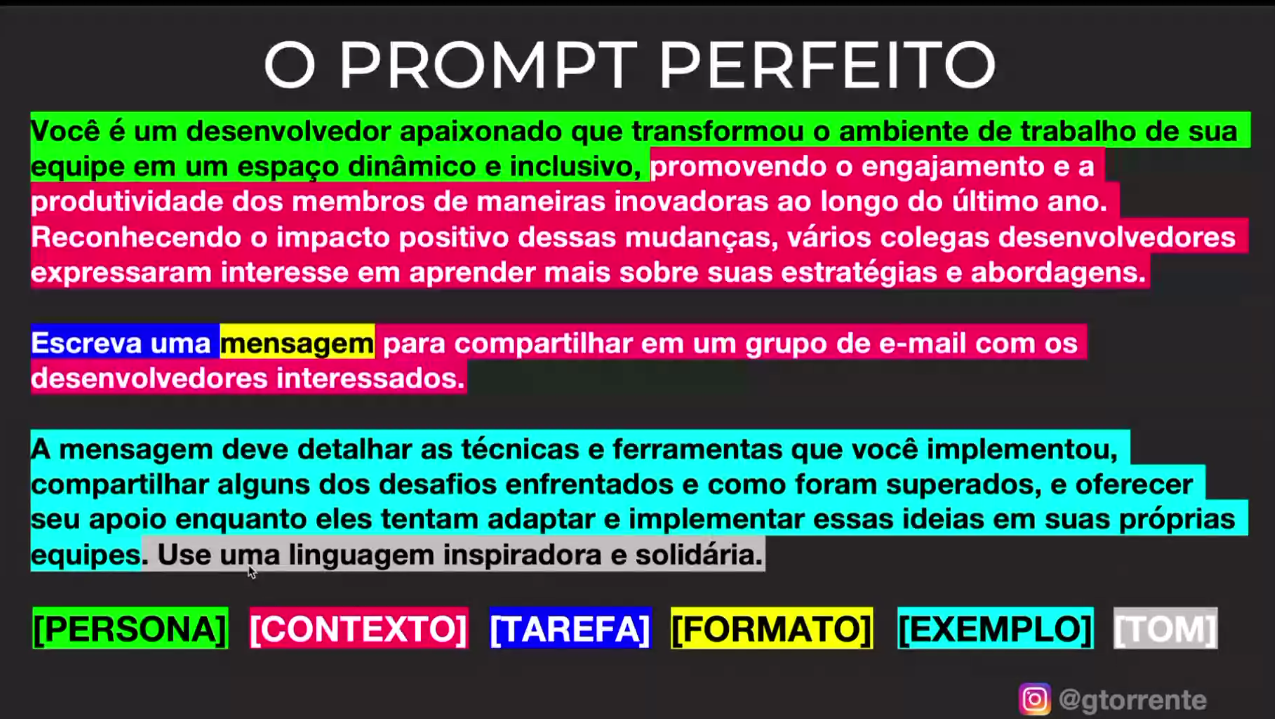 O PROMPT PERFEITO
Você é um desenvolvedor apaixonado que transformou o ambiente de trabalho de sua
equipe em um espaço dinâmico e inclusivo, promovendo o engajamento e a
produtividade dos membros de maneiras inovadoras ao longo do último ano.
Reconhecendo o impacto positivo dessas mudanças, vários colegas desenvolvedores
expressaram interesse em aprender mais sobre suas estratégias e abordagens.
Escreva uma mensagem para compartilhar em um grupo de e-mail com os
desenvolvedores interessados.
A mensagem deve detalhar as técnicas e ferramentas que você implementou,
compartilhar alguns dos desafios enfrentados e como foram superados, e oferecer
seu apoio enquanto eles tentam adaptar e implementar essas ideias em suas próprias
equipes. Use uma linguagem inspiradora e solidária.
[PERSONA] [CONTEXTO] [TAREFA] [FORMATO] [EXEMPLO] [TOM]
@gtorrente